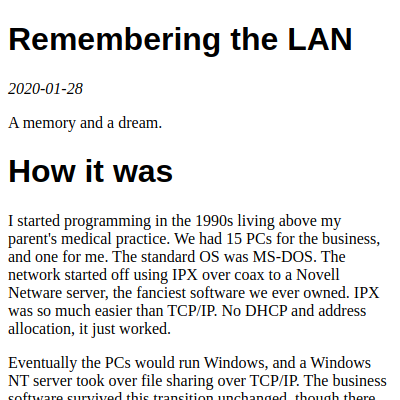 Remembering the LAN
2020-01-28
A memory and a dream.
How it was
I started programming in the 1990s living above my
parent's medical practice. We had 15 PCs for the business,
and one for me. The standard OS was MS-DOS. The
network started off using IPX over coax to a Novell
Netware server, the fanciest software we ever owned. IPX
was so much easier than TCP/IP. No DHCP and address
allocation, it just worked.
Eventually the PCs would run Windows, and a Windows
NT server took over file sharing over TCP/IP. The business
software survived this transition unchanged, though there